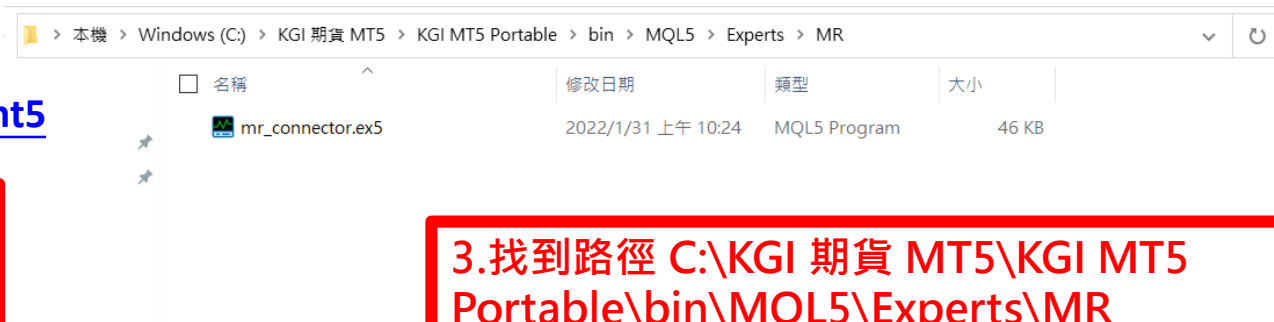 本機 > Windows (C:) > KGI 期貨 MT5 > KGI MT5 Portable > bin > MQL5 > Experts > MR
名稱 修改日期 類型 大小
nt5
mr_connector.ex5 2022/1/31 上午 10:24 MQL5 Program 46 KB
3.找到路徑 C:\KGI 期貨 MT5\KGI MT5
Portable\bin\MQL5\Experts\MR